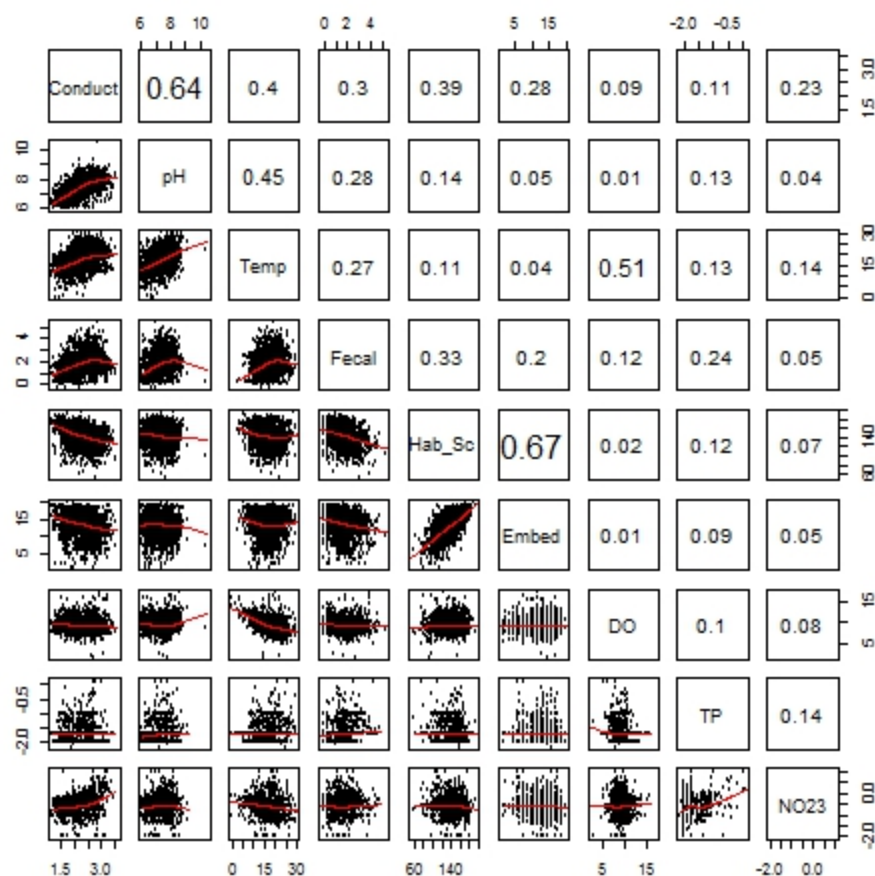 6 8 10 0 2 4 5 15 -2.0 -0.5
Conduct 0.64 0.4 0.3 0.39 0.28 0.09 0.11 0.23 1.5 3.0
6 8 10 pH 0.45 0.28 0.14 0.05 0.01 0.13 0.04
Temp 0.27 0.11 0.04 0.51 0.13 0.14 0 15 30
0 2 4 Fecal 0.33 0.2 0.12 0.24 0.05
Hab_Sc 0.67 0.02 0.12 0.07 60 140
5 15 Embed 0.01 0.09 0.05
DO 0.1 0.08 5 15
-2.0 -0.5 TP 0.14
NO23 -2.0 0.0
1.5 3.0 0 15 30 60 140 5 15 -2.0 0.0